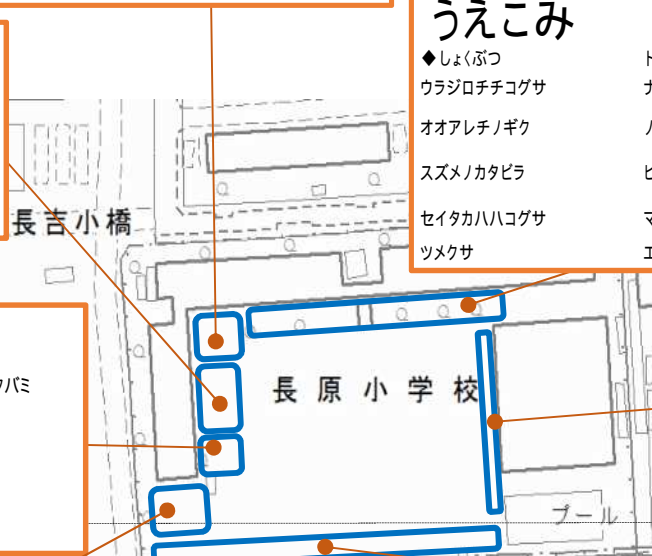 うえこみ
◆しょくぶつ
ウラジロチチコグサ
オオアレチノギク
スズメノカタビラ
セイタカハハコグサ
ツメクサ
長吉小橋
バミ
長原小学校
プール